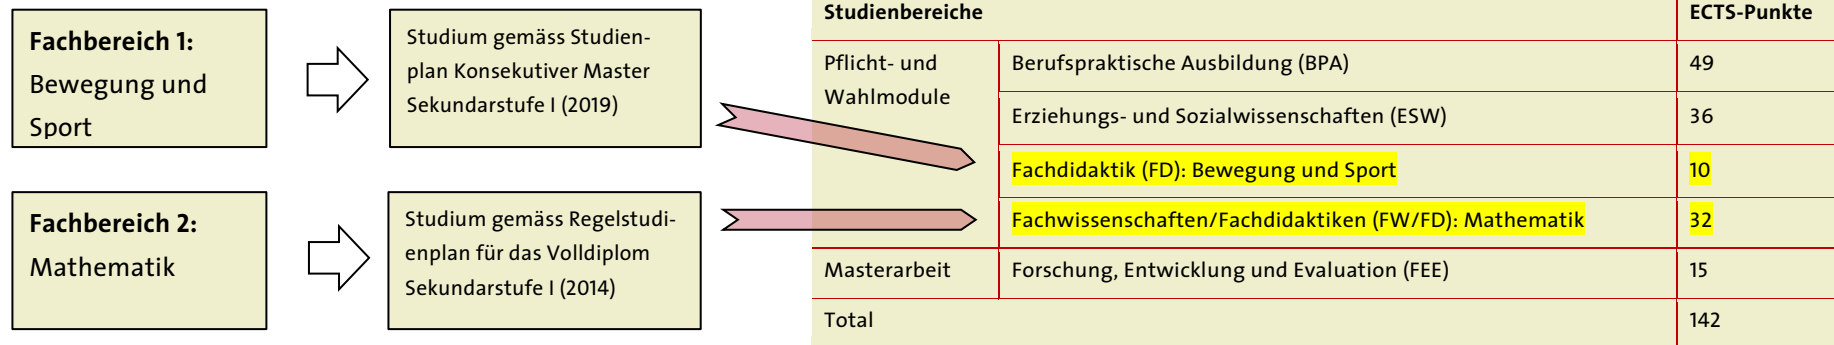 Fachbereich 1:
Bewegung und
Sport
Studium gemäss Studien-
plan Konsekutiver Master
Sekundarstufe I (2019)
Fachbereich 2:
Mathematik
Studium gemäss Regelstudi-
enplan für das Volldiplom
Sekundarstufe I (2014)
Studienbereiche ECTS-Punkte
Pflicht- und
Wahlmodule
Berufspraktische Ausbildung (BPA) 49
Erziehungs- und Sozialwissenschaften (ESW) 36
Fachdidaktik (FD): Bewegung und Sport 10
Fachwissenschaften/Fachdidaktiken (FW/FD): Mathematik 32
Masterarbeit Forschung, Entwicklung und Evaluation (FEE) 15
Total 142